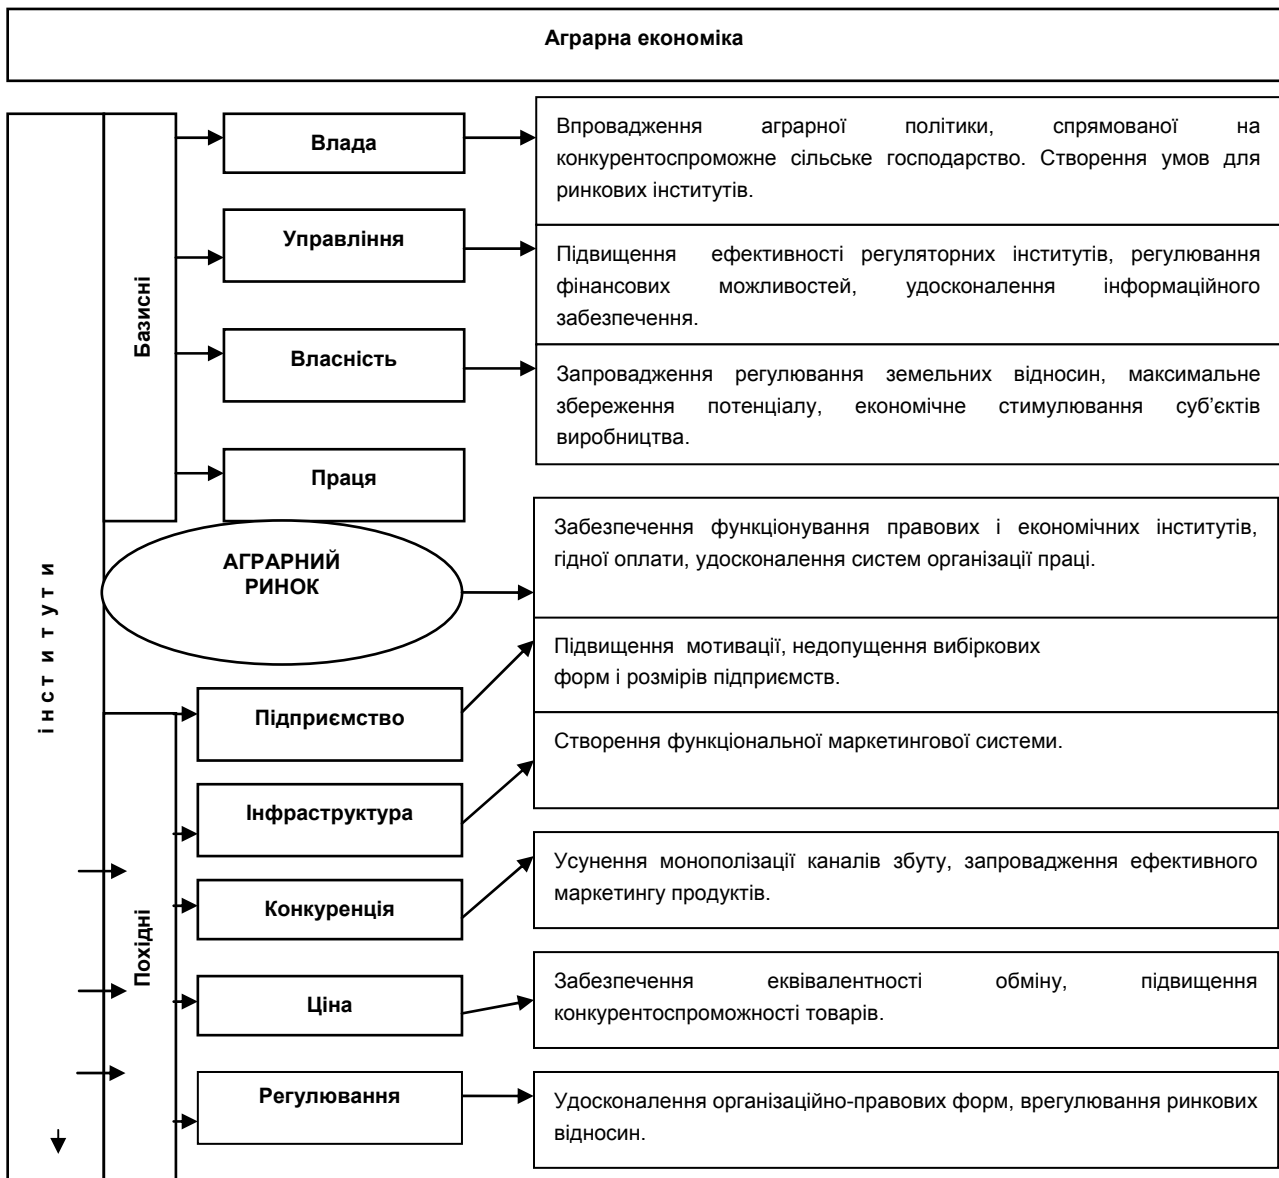 Аграрна економіка
інститути
Базисні
Влада
Впровадження аграрної політики, спрямованої на
конкурентоспроможне сільське господарство. Створення умов для
ринкових інститутів.
Управління
Підвищення ефективності регуляторних інститутів, регулювання
фінансових можливостей, удосконалення інформаційного
забезпечення.
Власність
Запровадження регулювання земельних відносин, максимальне
збереження потенціалу, економічне стимулювання суб’єктів
виробництва.
Праця
АГРАРНИЙ
РИНОК
Забезпечення функціонування правових і економічних інститутів,
гідної оплати, удосконалення систем організації праці.
Похідні
Підприємство
Підвищення мотивації, недопущення вибіркових
форм і розмірів підприємств.
Інфраструктура
Створення функціональної маркетингової системи.
Конкуренція
Усунення монополізації каналів збуту, запровадження ефективного
маркетингу продуктів.
Ціна
Забезпечення еквівалентності обміну, підвищення
конкурентоспроможності товарів.
Регулювання
Удосконалення організаційно-правових форм, врегулювання ринкових
відносин.